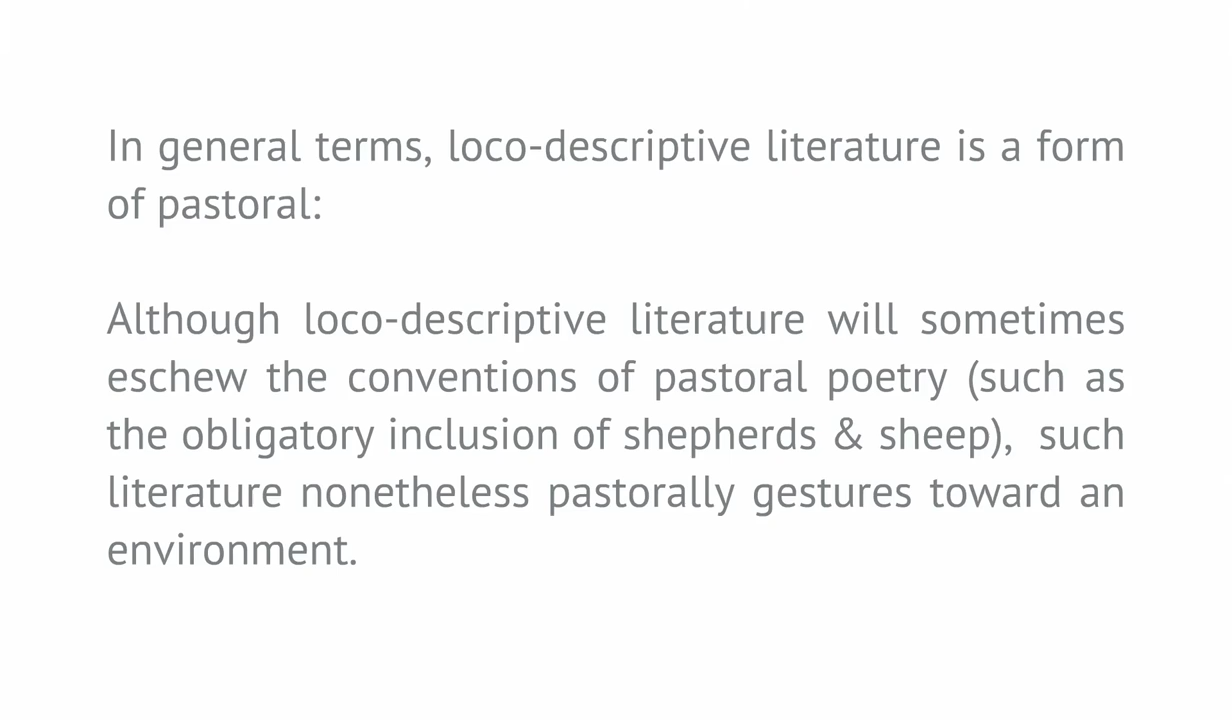 In general terms, loco-descriptive literature is a form
of pastoral:
Although loco-descriptive literature will sometimes
eschew the conventions of pastoral poetry (such as
the obligatory inclusion of shepherds & sheep),  such
literature nonetheless pastorally gestures toward an
environment.